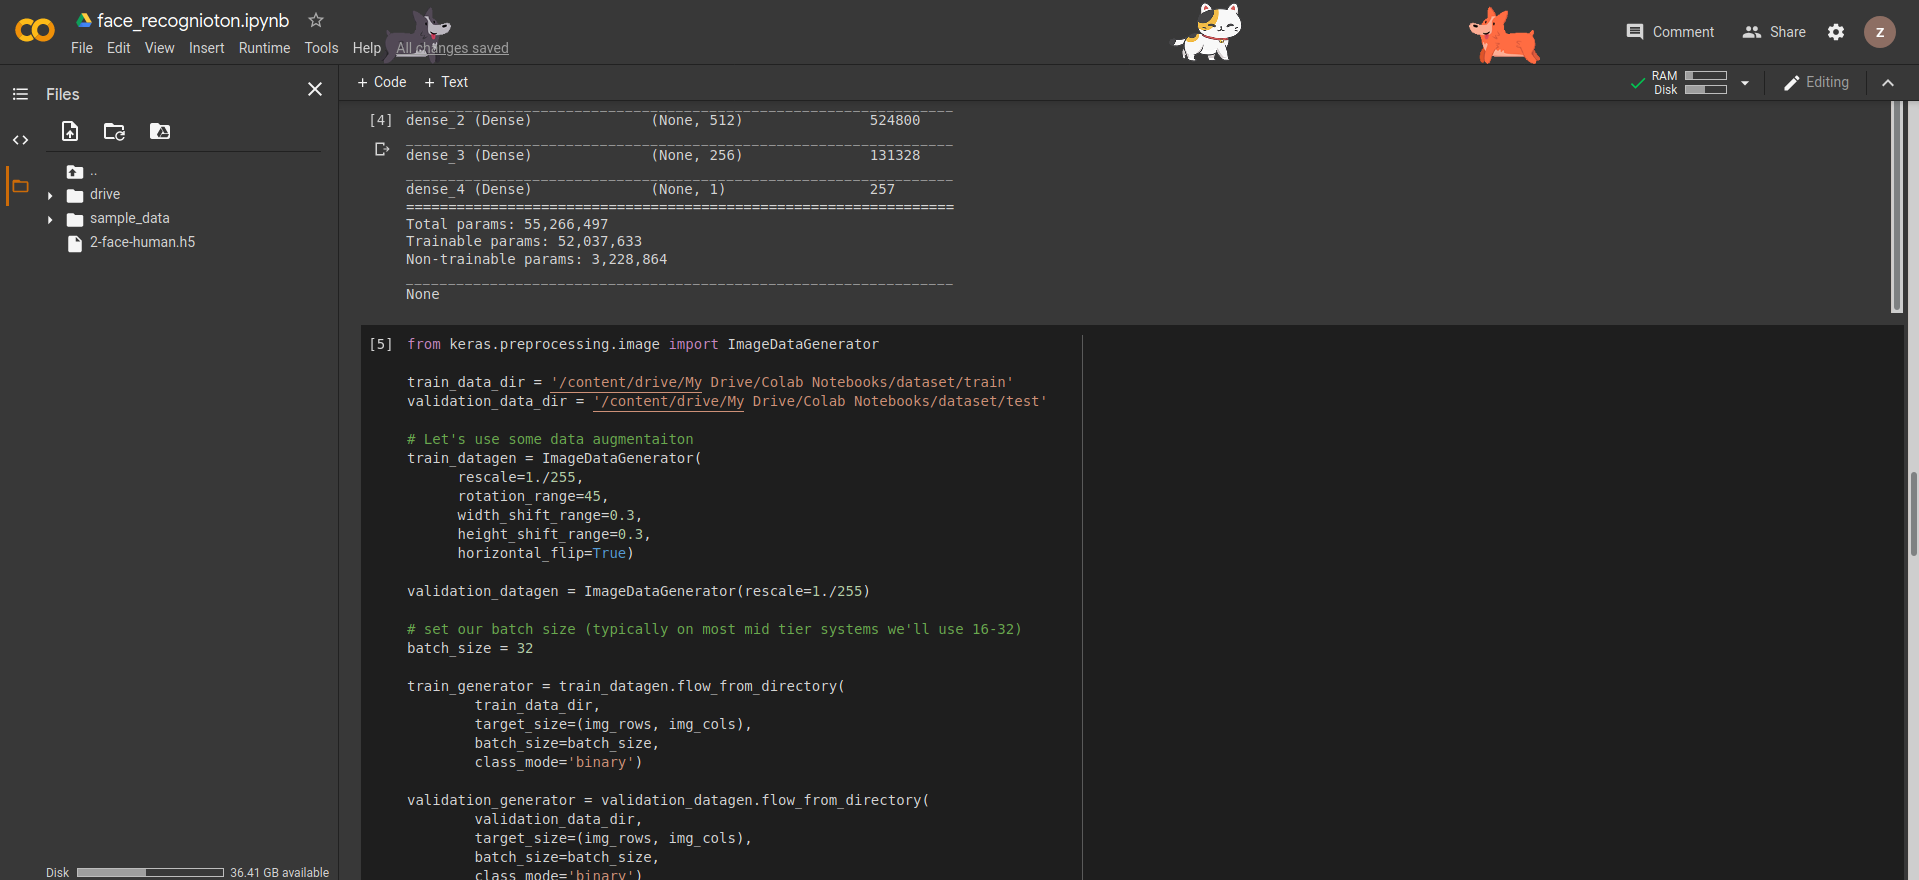 face_recognioton.ipynb
File Edit View Insert Runtime Tools Help All changes saved
Comment Share Z
Files
+ Code + Text
RAM
Disk
Editing
..
drive
sample_data
2-face-human.h5
Disk 36.41 GB available
[4] dense_2 (Dense) (None, 512) 524800
_________________________________________________________________
dense_3 (Dense) (None, 256) 131328
_________________________________________________________________
dense_4 (Dense) (None, 1) 257
=================================================================
Total params: 55,266,497
Trainable params: 52,037,633
Non-trainable params: 3,228,864
_________________________________________________________________
None
[5] from keras.preprocessing.image import ImageDataGenerator
train_data_dir = '/content/drive/My Drive/Colab Notebooks/dataset/train'
validation_data_dir = '/content/drive/My Drive/Colab Notebooks/dataset/test'
# Let's use some data augmentaiton
train_datagen = ImageDataGenerator(
rescale=1./255,
rotation_range=45,
width_shift_range=0.3,
height_shift_range=0.3,
horizontal_flip=True)
validation_datagen = ImageDataGenerator(rescale=1./255)
# set our batch size (typically on most mid tier systems we'll use 16-32)
batch_size = 32
train_generator = train_datagen.flow_from_directory(
train_data_dir,
target_size=(img_rows, img_cols),
batch_size=batch_size,
class_mode='binary')
validation_generator = validation_datagen.flow_from_directory(
validation_data_dir,
target_size=(img_rows, img_cols),
batch_size=batch_size,
class_mode='binary')